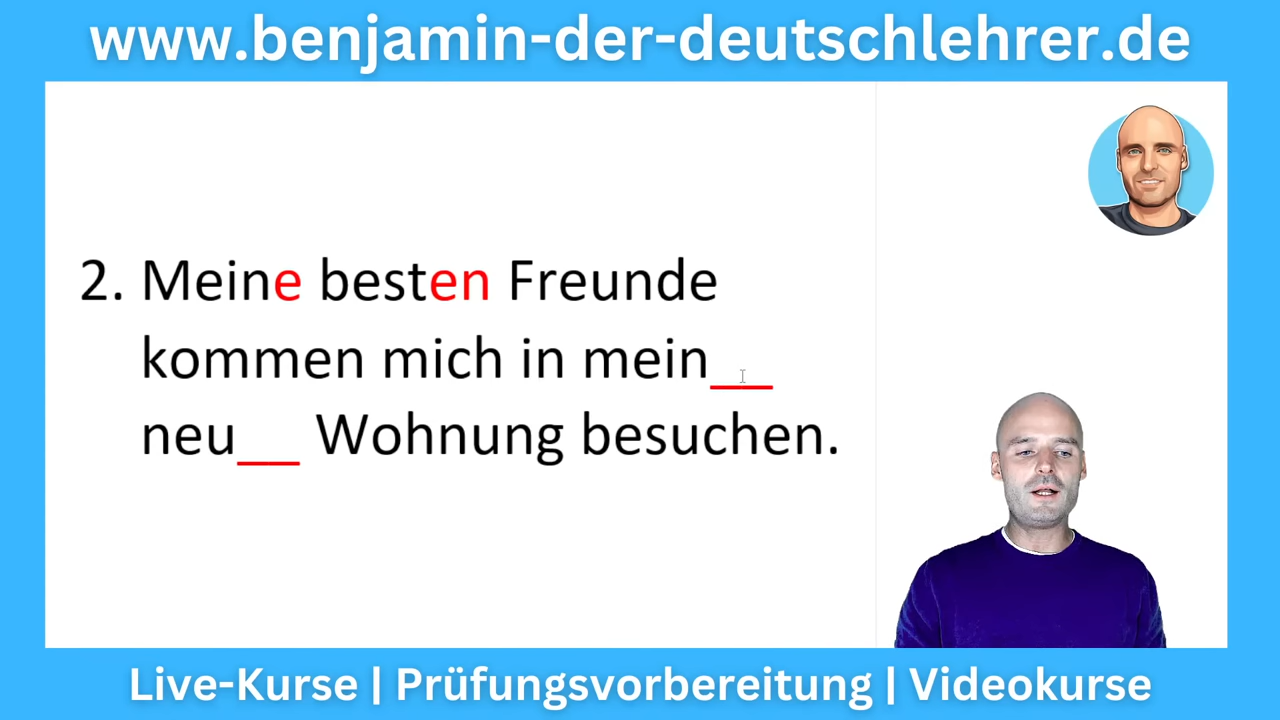 www.benjamin-der-deutschlehrer.de
2. Meine besten Freunde
kommen mich in mein__
neu__ Wohnung besuchen.
Live-Kurse | Prüfungsvorbereitung | Videokurse